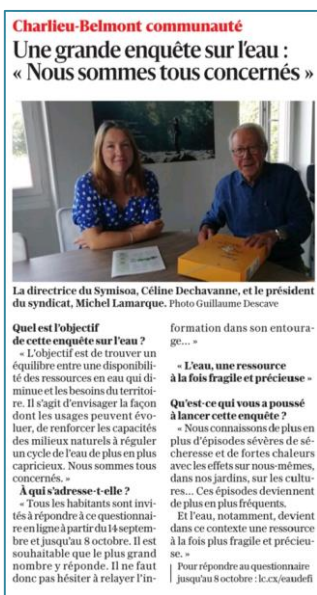 Charlieu-Belmont communauté
Une grande enquête sur l'eau :
« Nous sommes tous concernés »
La directrice du Symisoa, Céline Dechavanne, et le président
du syndicat, Michel Lamarque. Photo Guillaume Descave
Quel est l'objectif
de cette enquête sur l'eau ?
« L'objectif est de trouver un
équilibre entre une disponibili-
té des ressources en eau qui di-
minue et les besoins du territoi-
re. Il s'agit d'envisager la façon
dont les usages peuvent évo-
luer, de renforcer les capacités
des milieux naturels à réguler
un cycle de l'eau de plus en plus
capricieux. Nous sommes tous
concernés. »
À qui s'adresse-t-elle ?
« Tous les habitants sont invi-
tés à répondre à ce questionnai-
re en ligne à partir du 14 septem-
bre et jusqu'au 8 octobre. Il est
souhaitable que le plus grand
nombre y réponde. Il ne faut
donc pas hésiter à relayer l'in-
formation dans son entoura-
ge... »
« L'eau, une ressource
à la fois fragile et précieuse »
Qu'est-ce qui vous a poussé
à lancer cette enquête ?
« Nous connaissons de plus en
plus d'épisodes sévères de sé-
cheresse et de fortes chaleurs
avec les effets sur nous-mêmes,
dans nos jardins, sur les cultu-
res... Ces épisodes deviennent
de plus en plus fréquents.
Et l'eau, notamment, devient
dans ce contexte une ressource
à la fois plus fragile et précieu-
se. »
Pour répondre au questionnaire
jusqu'au 8 octobre : lc.cx/eaudefi